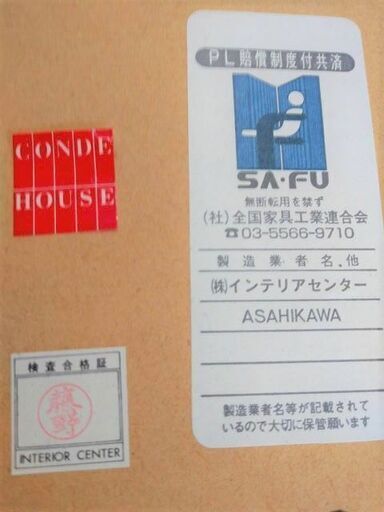 CONDE
HOUSE
検査合格証
INTERIOR CENTER
PL賠償制度付共済
SA・FU
無断転用を禁ず
(社)全国家具工業連合会
☎03-5566-9710
製造業者名、他
㈱インテリアセンター
ASAHIKAWA
製造業者名等が記載されて
いるので大切に保管願います